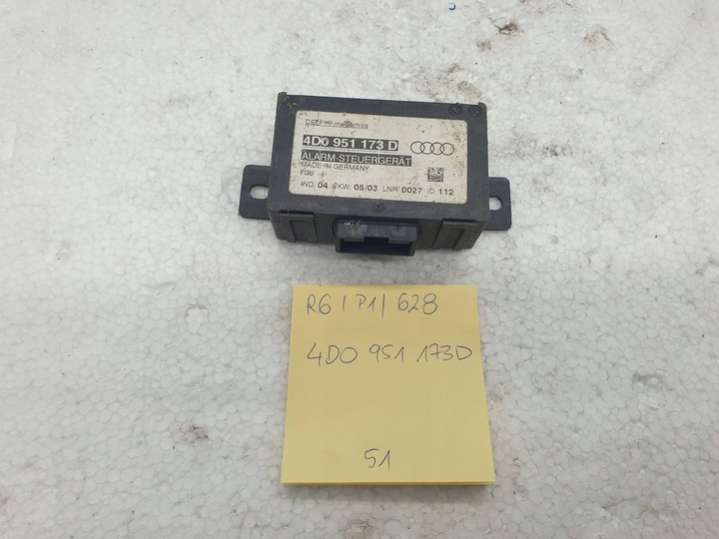 4D0 951 173 D
ALARM-STEUERGERÄT
MADE IN GERMANY
IND. 04 KW. 05/03 LNR 0027 ID 112
R6/P1/628
4D0 951 173D
51